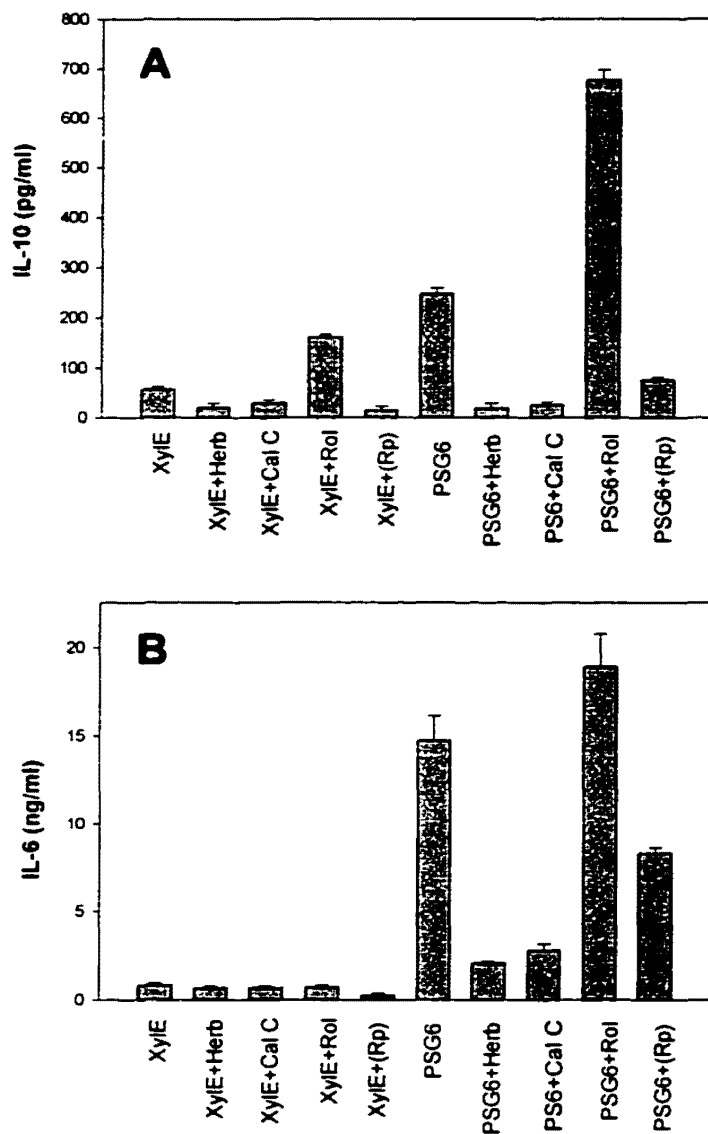 A
IL-10 (pg/ml)
800
700
600
500
400
300
200
100
0
XylE
XylE+Herb
XylE+Cal C
XylE+Rol
XylE+(Rp)
PSG6
PSG6+Herb
PS6+Cal C
PSG6+Rol
PSG6+(Rp)
B
IL-6 (ng/ml)
20
15
10
5
0
XylE
XylE+Herb
XylE+Cal C
XylE+Rol
XylE+(Rp)
PSG6
PSG6+Herb
PS6+Cal C
PSG6+Rol
PSG6+(Rp)